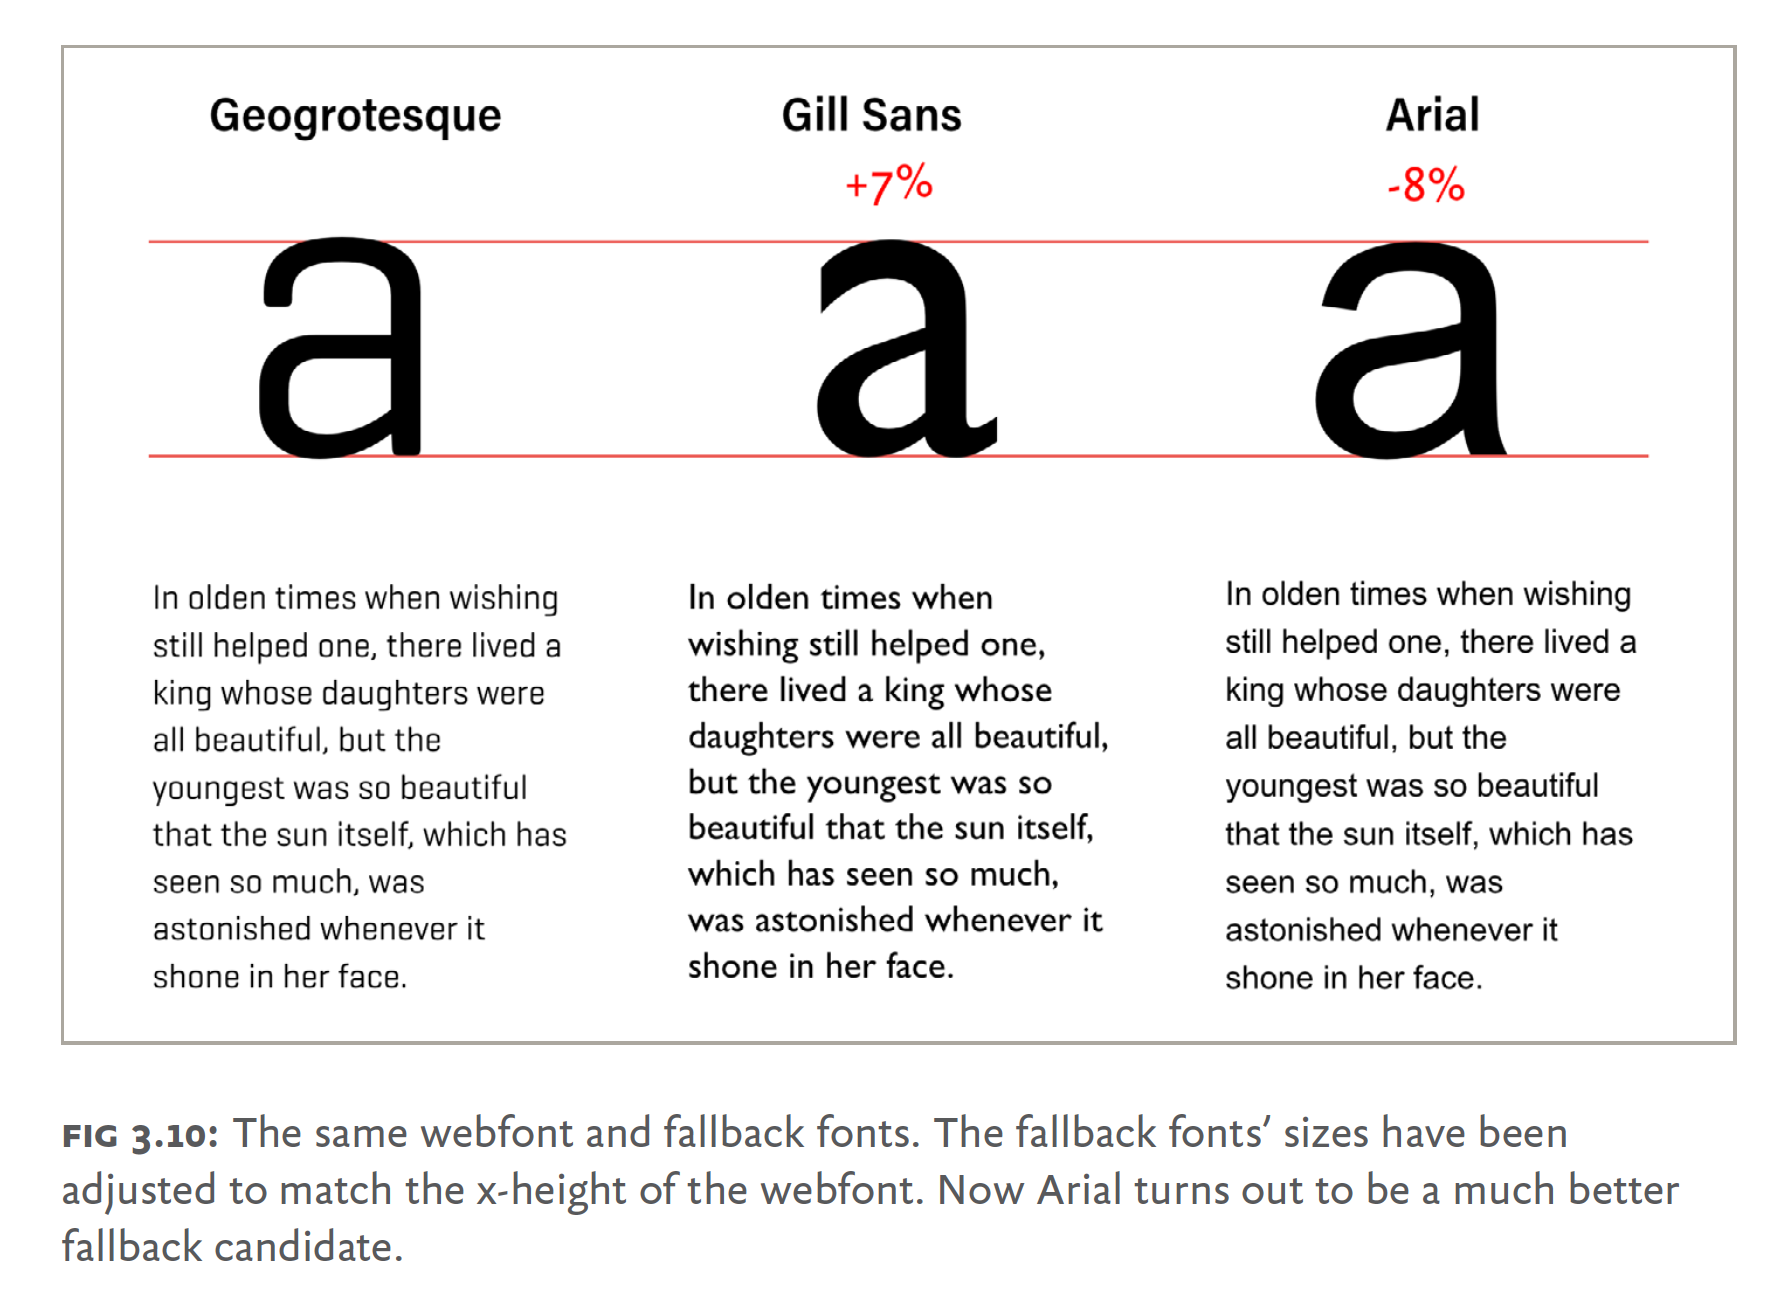 Geogrotesque
Gill Sans
+7%
Arial
-8%
a
a
a
In olden times when wishing
still helped one, there lived a
king whose daughters were
all beautiful, but the
youngest was so beautiful
that the sun itself, which has
seen so much, was
astonished whenever it
shone in her face.
In olden times when
wishing still helped one,
there lived a king whose
daughters were all beautiful,
but the youngest was so
beautiful that the sun itself,
which has seen so much,
was astonished whenever it
shone in her face.
In olden times when wishing
still helped one, there lived a
king whose daughters were
all beautiful, but the
youngest was so beautiful
that the sun itself, which has
seen so much, was
astonished whenever it
shone in her face.
FIG 3.10: The same webfont and fallback fonts. The fallback fonts’ sizes have been
adjusted to match the x-height of the webfont. Now Arial turns out to be a much better
fallback candidate.